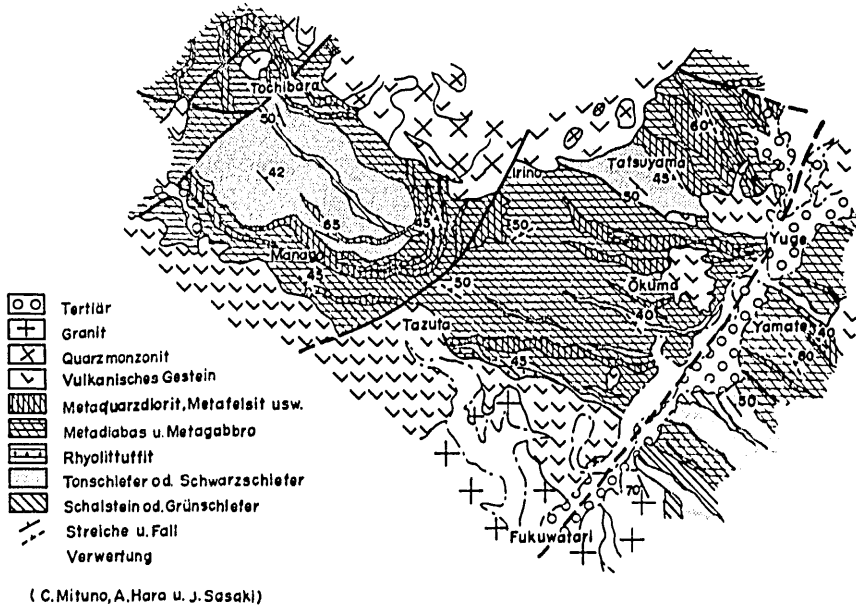 Tochibara
50
42
65
45
Manago
45
Tazuta
Irino
50
50
45
Tatsuyama
60
45
50
Yuge
Ōkuma
40
Yamate
40
60
50
70
Fukuwatari
Tertiär
Granit
Quarzmonzonit
Vulkanisches Gestein
Metaquarzdiorit, Metafelsit usw.
Metadiabas u. Metagabbro
Rhyolittuffit
Tonschiefer od. Schwarzschiefer
Schalstein od. Grünschiefer
Streiche u. Fall
Verwertung
(C. Mituno, A. Hara u. J. Sasaki)